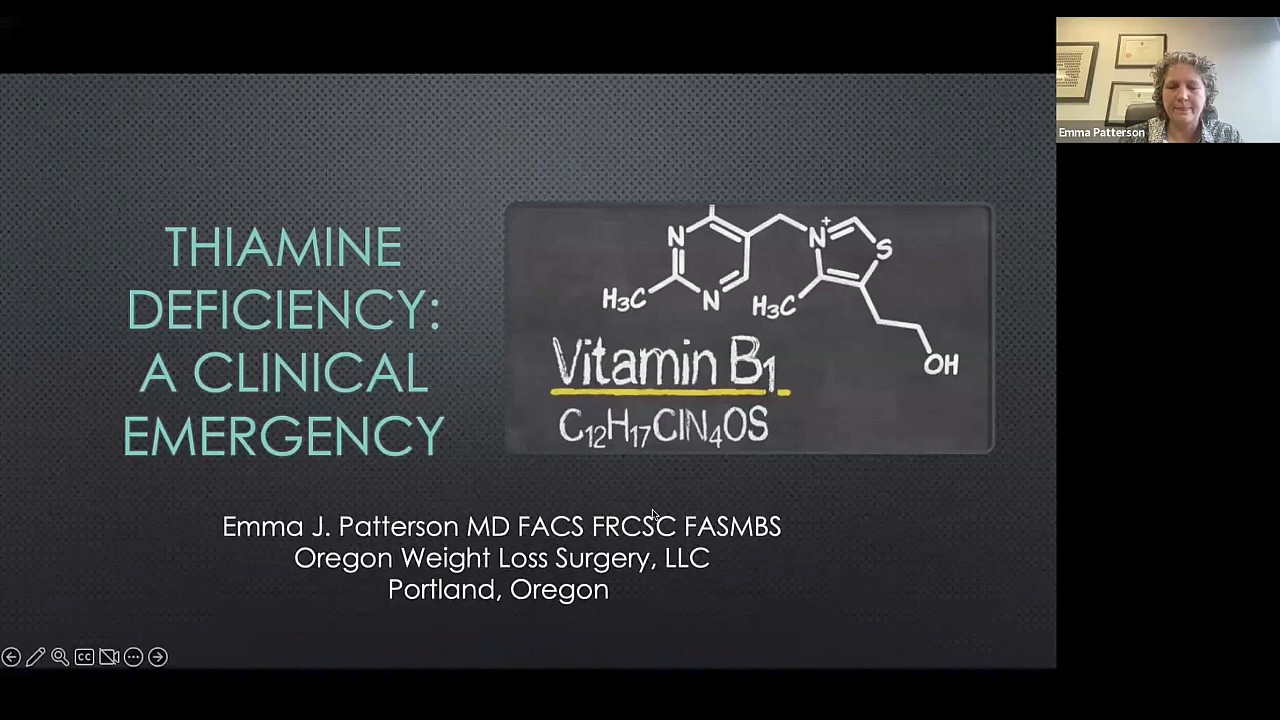 Emma Patterson
THIAMINE
DEFICIENCY:
A CLINICAL
EMERGENCY
N
N
H3C
N+
S
H3C
OH
Vitamin B1
C12H17ClN4OS
Emma J. Patterson MD FACS FRCSC FASMBS
Oregon Weight Loss Surgery, LLC
Portland, Oregon
CC